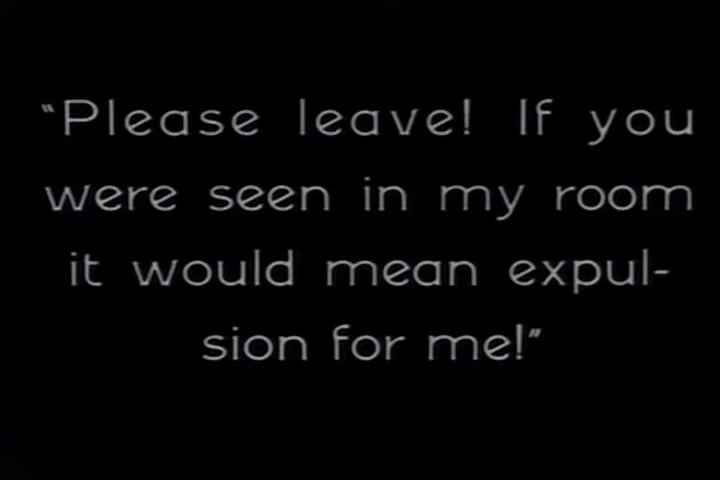 "Please leave! If you
were seen in my room
it would mean expul-
sion for me!"